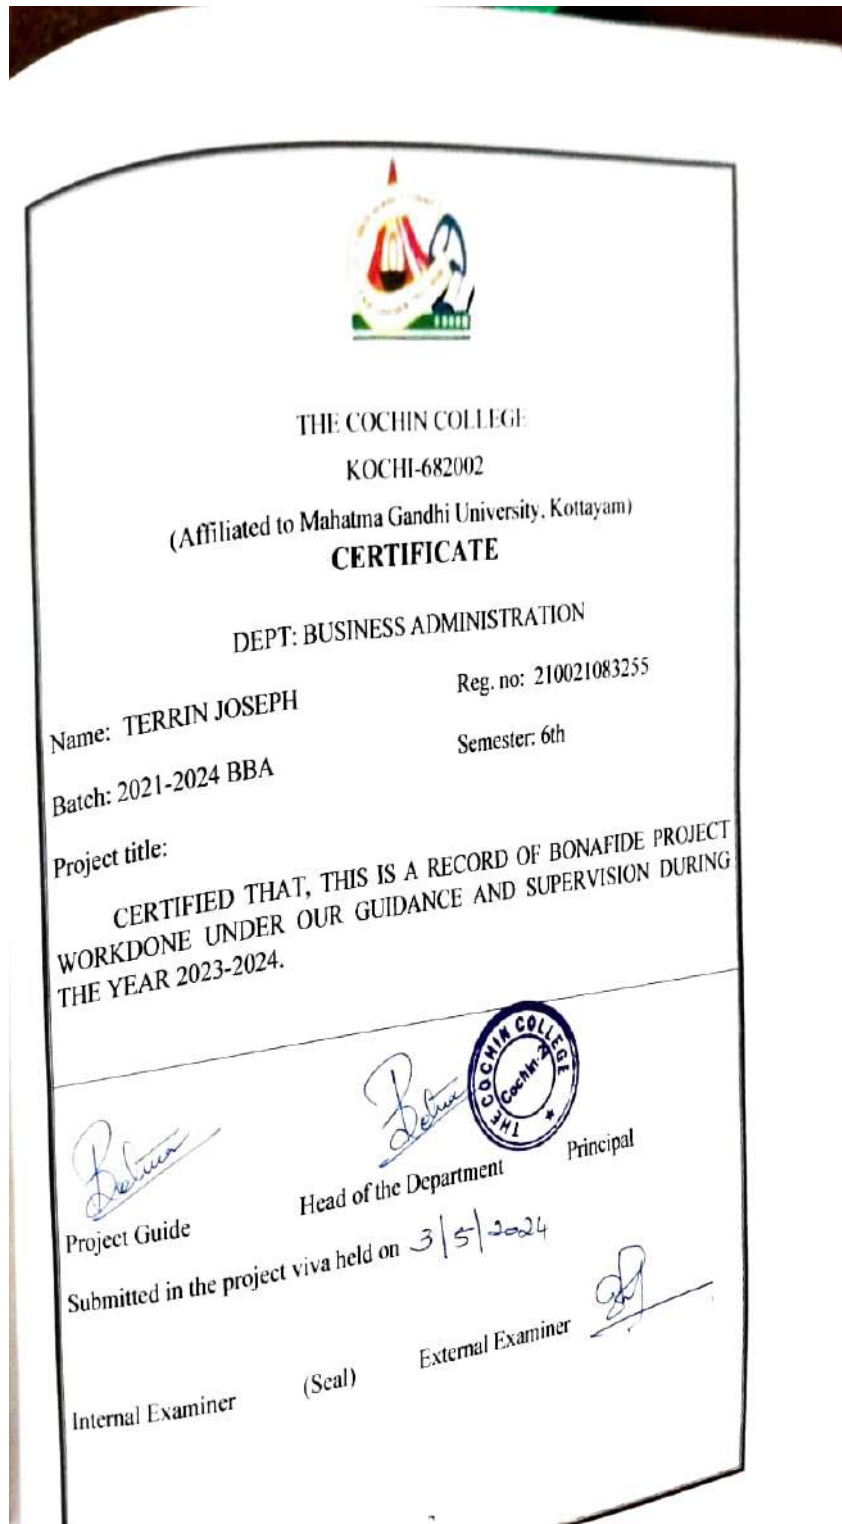 THE COCHIN COLLEGE
KOCHI-682002
(Affiliated to Mahatma Gandhi University, Kottayam)
CERTIFICATE
DEPT: BUSINESS ADMINISTRATION
Name: TERRIN JOSEPH Reg. no: 210021083255
Batch: 2021-2024 BBA Semester: 6th
Project title:
CERTIFIED THAT, THIS IS A RECORD OF BONAFIDE PROJECT
WORKDONE UNDER OUR GUIDANCE AND SUPERVISION DURING
THE YEAR 2023-2024.
THE COCHIN COLLEGE
Cochin-2
Project Guide Head of the Department Principal
Submitted in the project viva held on 3/5/2024
Internal Examiner (Seal) External Examiner